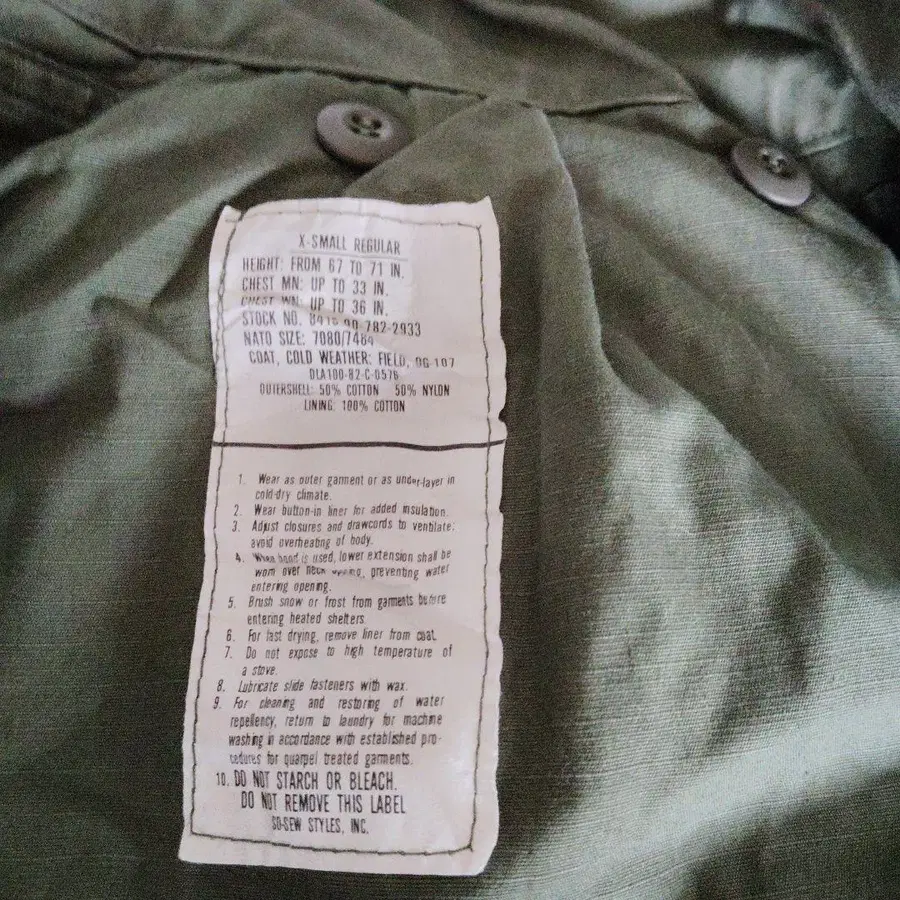 X-SMALL REGULAR
HEIGHT: FROM 67 TO 71 IN.
CHEST MN: UP TO 33 IN.
CHEST WN: UP TO 36 IN.
STOCK NO. 8415 00 782-2933
NATO SIZE: 7080/7484
COAT, COLD WEATHER: FIELD, OG-107
DLA100-82-C-0576
OUTERSHELL: 50% COTTON 50% NYLON
LINING: 100% COTTON
1. Wear as outer garment or as under-layer in
cold-dry climate.
2. Wear button-in liner for added insulation.
3. Adjust closures and drawcords to ventilate;
avoid overheating of body.
4. When hood is used, lower extension shall be
worn over neck opening, preventing water
entering opening.
5. Brush snow or frost from garments before
entering heated shelters.
6. For fast drying, remove liner from coat.
7. Do not expose to high temperature of
a stove.
8. Lubricate slide fasteners with wax.
9. For cleaning and restoring of water
repellency, return to laundry for machine
washing in accordance with established pro-
cedures for quarpel treated garments.
10. DO NOT STARCH OR BLEACH.
DO NOT REMOVE THIS LABEL
SO-SEW STYLES, INC.